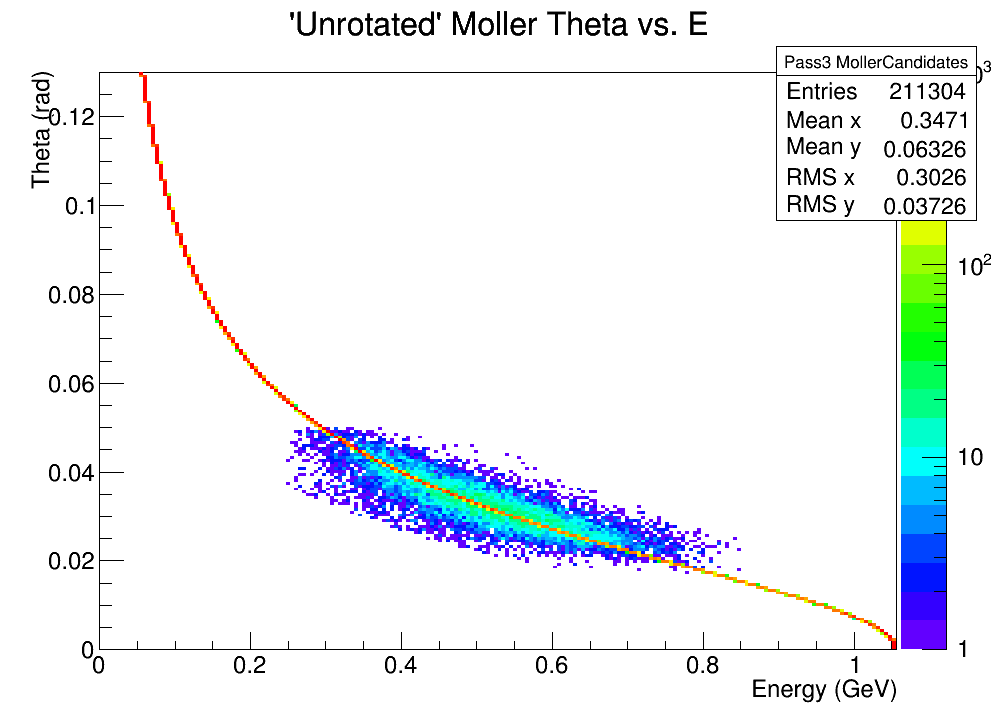 'Unrotated' Moller Theta vs. E
Theta (rad)
Pass3 MollerCandidates
Entries 211304
Mean x 0.3471
Mean y 0.06326
RMS x 0.3026
RMS y 0.03726
0.12
0.1
0.08
0.06
0.04
0.02
0
0 0.2 0.4 0.6 0.8 1
Energy (GeV)
10²
10
1